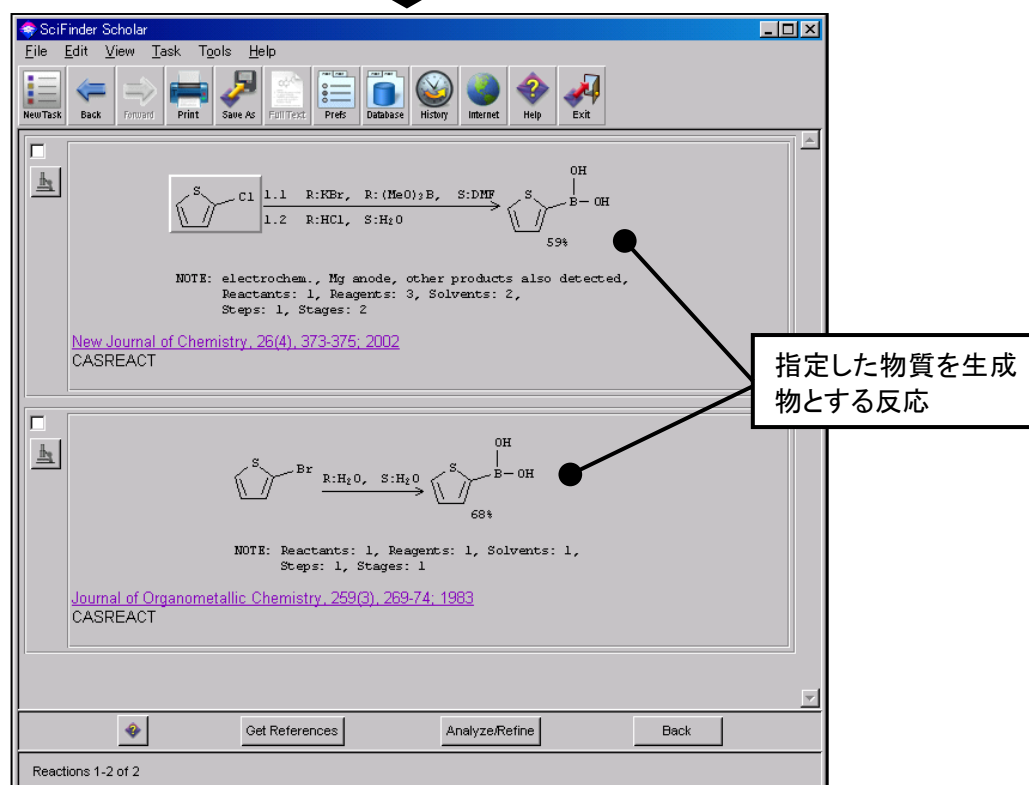 SciFinder Scholar
File Edit View Task Tools Help
New Task Back Forward Print Save As Full Text Prefs Database History Internet Help Exit
OH
S Cl 1.1 R:KBr, R:(MeO)3B, S:DMF S B-OH
1.2 R:HCl, S:H2O
59%
NOTE: electrochem., Mg anode, other products also detected,
Reactants: 1, Reagents: 3, Solvents: 2,
Steps: 1, Stages: 2
New Journal of Chemistry, 26(4), 373-375; 2002
CASREACT
指定した物質を生成
物とする反応
OH
S Br R:H2O, S:H2O S B-OH
68%
NOTE: Reactants: 1, Reagents: 1, Solvents: 1,
Steps: 1, Stages: 1
Journal of Organometallic Chemistry, 259(3), 269-74; 1983
CASREACT
Get References Analyze/Refine Back
Reactions 1-2 of 2